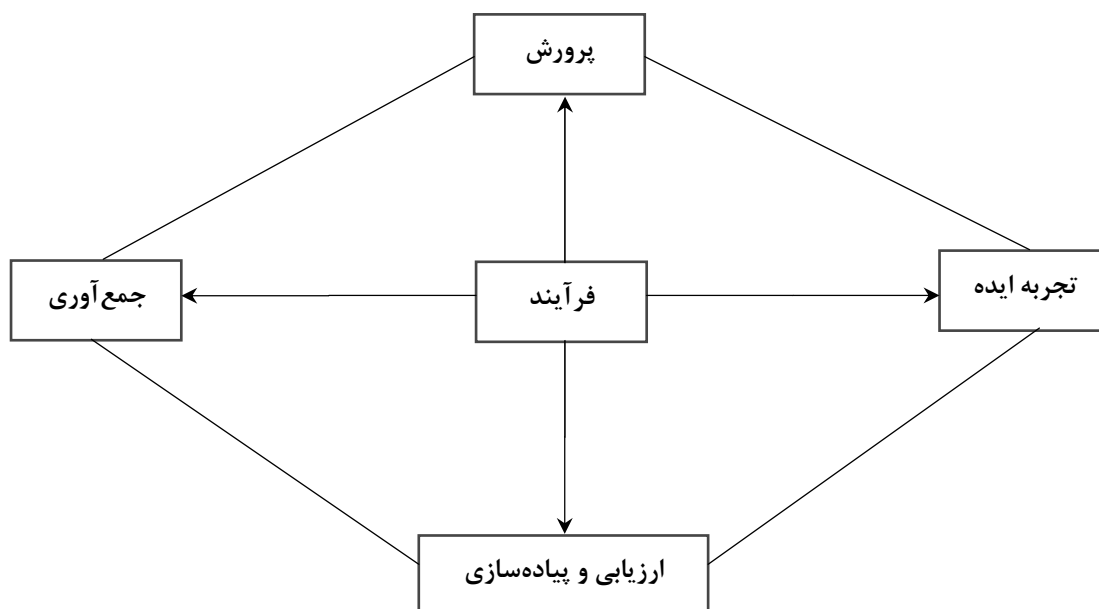 پرورش
تجربه ایده
فرآیند
جمع‌آوری
ارزیابی و پیاده‌سازی